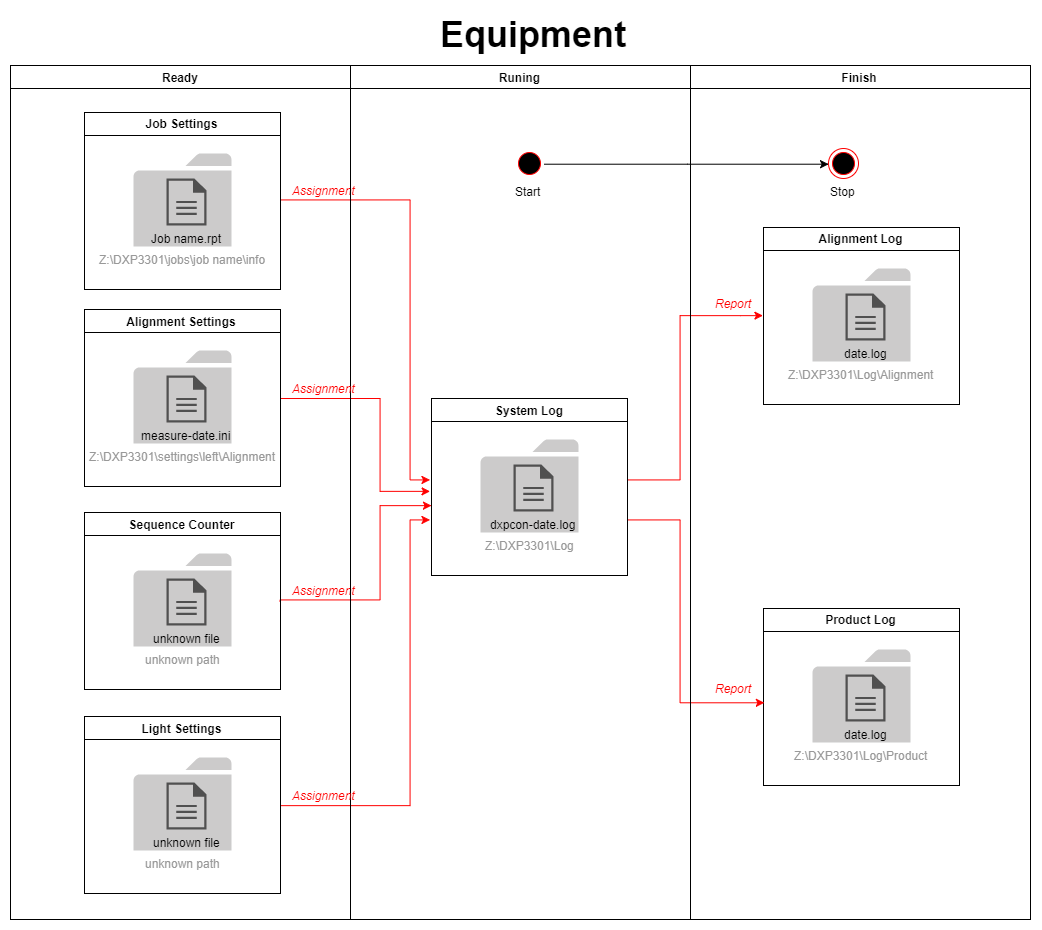 Equipment
Ready
Runing
Finish
Job Settings
Job name.rpt
Z:\DXP3301\jobs\job name\info
Assignment
Start
Stop
Alignment Settings
measure-date.ini
Z:\DXP3301\settings\left\Alignment
Assignment
Sequence Counter
unknown file
unknown path
Assignment
Light Settings
unknown file
unknown path
Assignment
System Log
dxpcon-date.log
Z:\DXP3301\Log
Report
Alignment Log
date.log
Z:\DXP3301\Log\Alignment
Report
Product Log
date.log
Z:\DXP3301\Log\Product